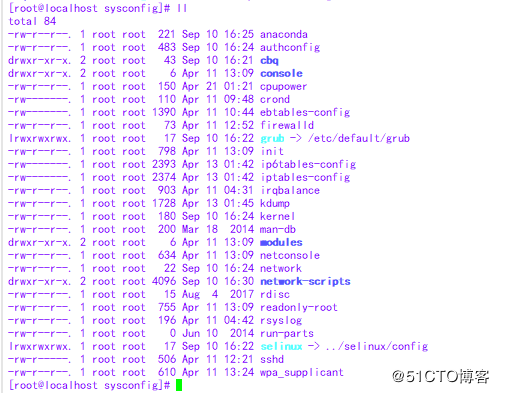 [root@localhost sysconfig]# ll
total 84
-rw-r--r--. 1 root root  221 Sep 10 16:25 anaconda
-rw-r--r--. 1 root root  483 Sep 10 16:24 authconfig
drwxr-xr-x. 2 root root   43 Sep 10 16:21 cbq
drwxr-xr-x. 2 root root    6 Apr 11 13:09 console
-rw-r--r--. 1 root root  150 Apr 21 01:21 cpupower
-rw-------. 1 root root  110 Apr 11 09:48 crond
-rw-------. 1 root root 1390 Apr 11 10:44 ebtables-config
-rw-r--r--. 1 root root   73 Apr 11 12:52 firewalld
lrwxrwxrwx. 1 root root   17 Sep 10 16:22 grub -> /etc/default/grub
-rw-r--r--. 1 root root  798 Apr 11 13:09 init
-rw-------. 1 root root 2393 Apr 13 01:42 ip6tables-config
-rw-------. 1 root root 2374 Apr 13 01:42 iptables-config
-rw-r--r--. 1 root root  903 Apr 11 04:31 irqbalance
-rw-r--r--. 1 root root 1728 Apr 13 01:45 kdump
-rw-r--r--. 1 root root  180 Sep 10 16:24 kernel
-rw-r--r--. 1 root root  200 Mar 18  2014 man-db
drwxr-xr-x. 2 root root    6 Apr 11 13:09 modules
-rw-r--r--. 1 root root  634 Apr 11 13:09 netconsole
-rw-r--r--. 1 root root   22 Sep 10 16:24 network
drwxr-xr-x. 2 root root 4096 Sep 10 16:30 network-scripts
-rw-r--r--. 1 root root   15 Aug  4  2017 rdisc
-rw-r--r--. 1 root root  755 Apr 11 13:09 readonly-root
-rw-r--r--. 1 root root  196 Apr 11 04:42 rsyslog
-rw-r--r--. 1 root root    0 Jun 10  2014 run-parts
lrwxrwxrwx. 1 root root   17 Sep 10 16:22 selinux -> ../selinux/config
-rw-r-----. 1 root root  506 Apr 11 12:21 sshd
-rw-r--r--. 1 root root  610 Apr 11 13:24 wpa_supplicant
[root@localhost sysconfig]#
@51CTO博客